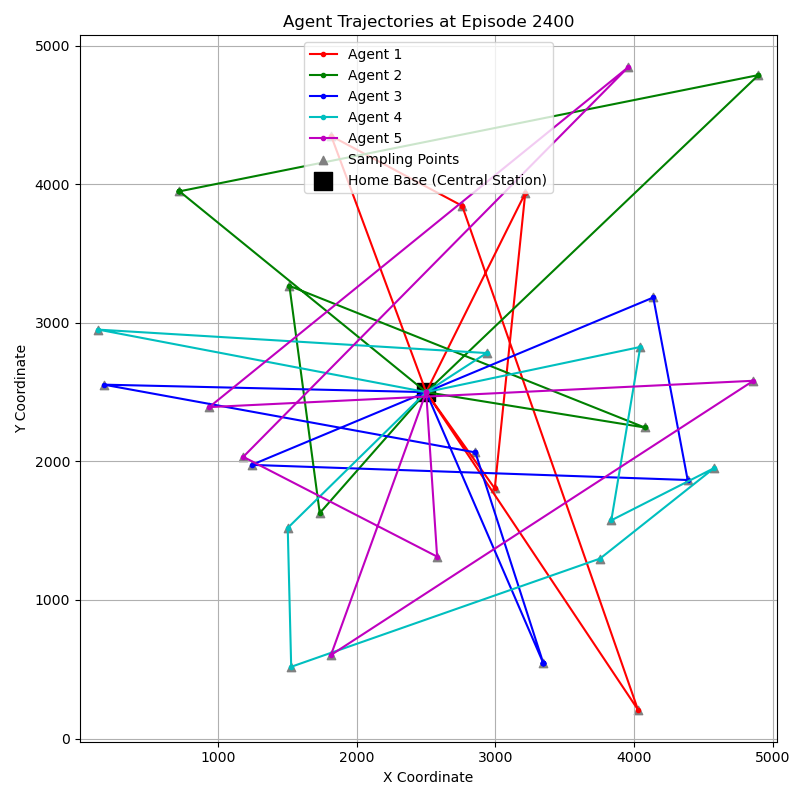 Agent Trajectories at Episode 2400
Agent 1
Agent 2
Agent 3
Agent 4
Agent 5
Sampling Points
Home Base (Central Station)
5000
4000
3000
2000
1000
0
Y Coordinate
1000 2000 3000 4000 5000
X Coordinate